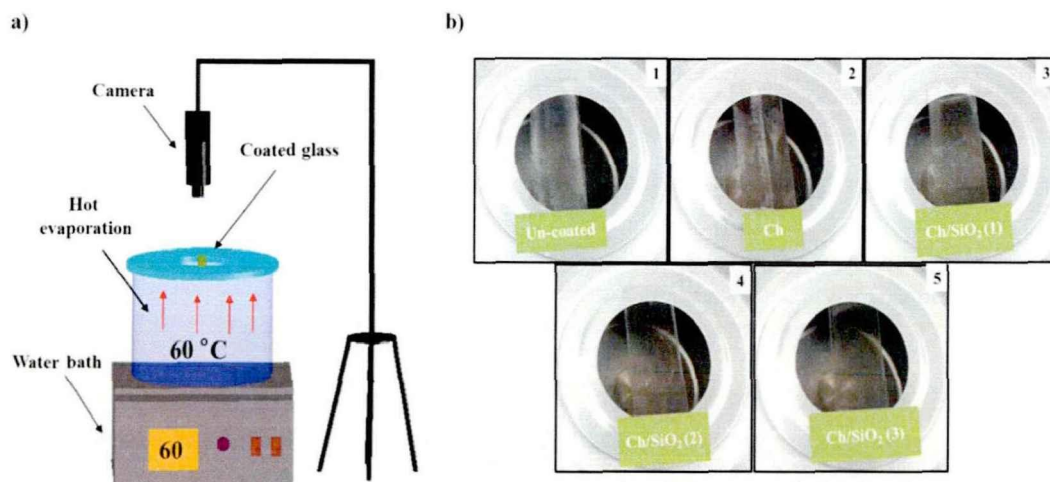 a)
Camera
Coated glass
Hot
evaporation
60 °C
Water bath
60
b)
1
Un-coated
2
Ch
3
Ch/SiO₂ (1)
4
Ch/SiO₂ (2)
5
Ch/SiO₂ (3)